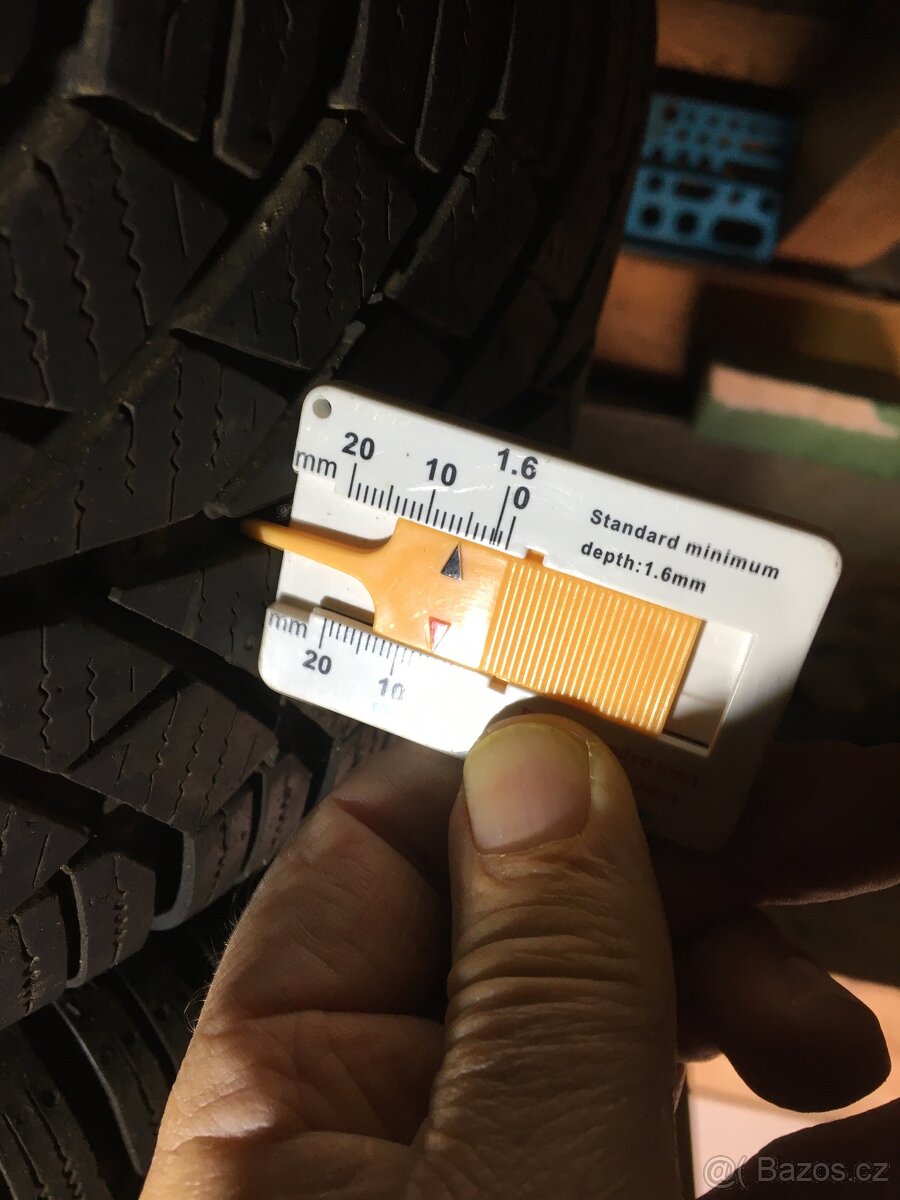 20 10 1.6
mm 0
Standard minimum
depth:1.6mm
mm
20 10
@( Bazos.cz